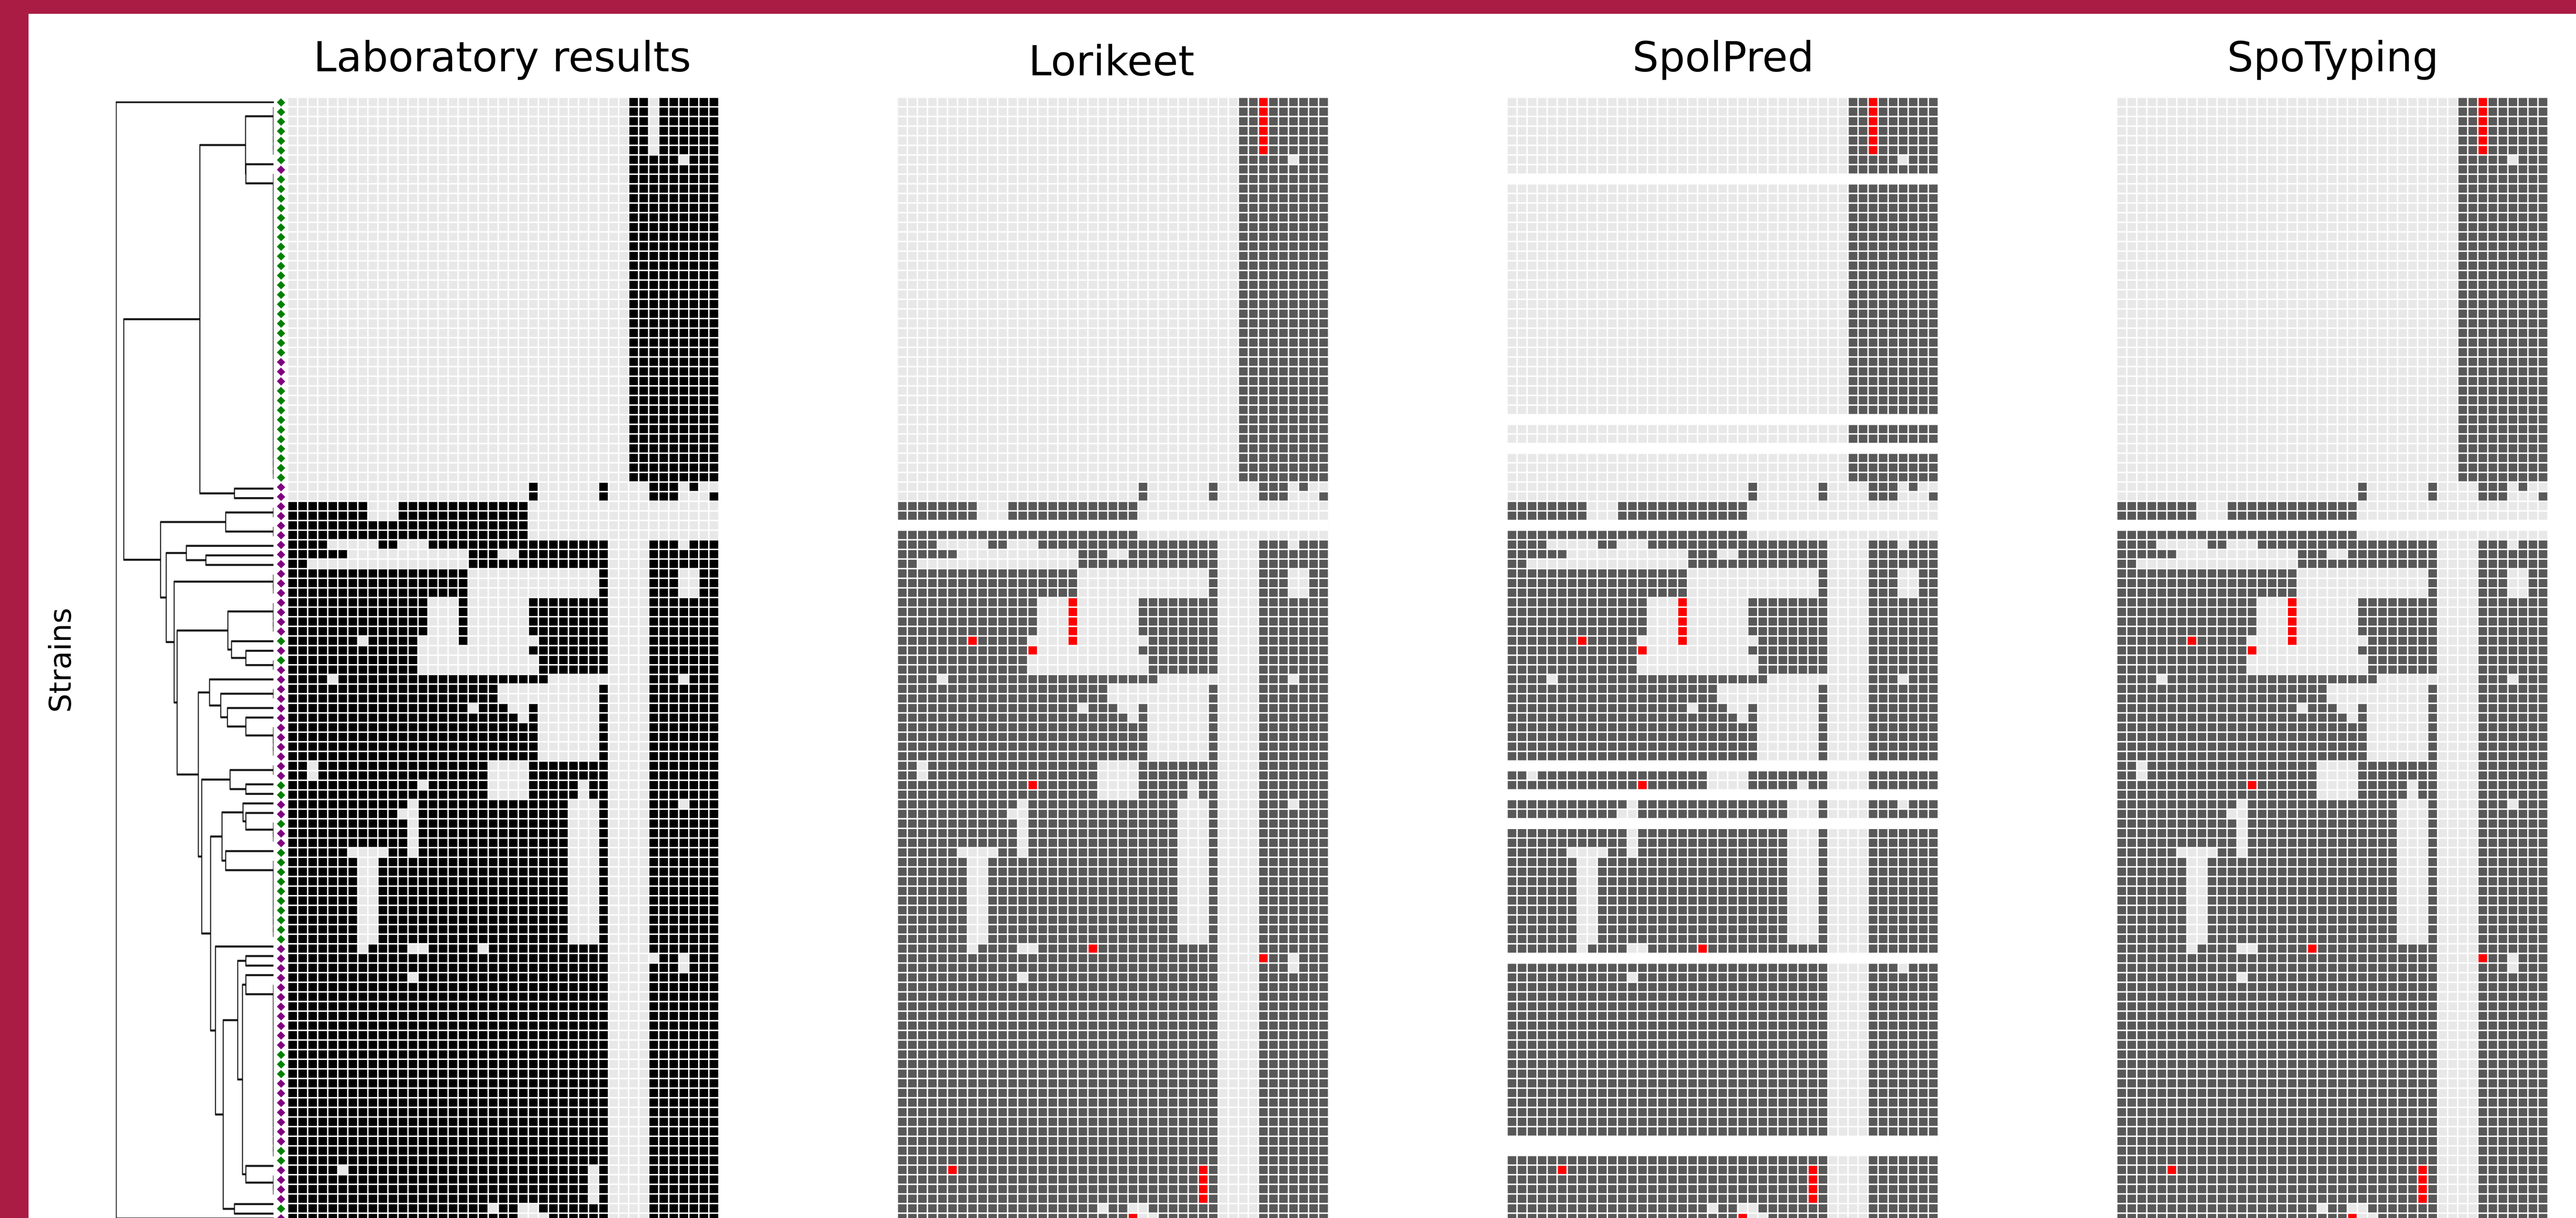 Laboratory results
Lorikeet
SpolPred
SpoTyping
Strains